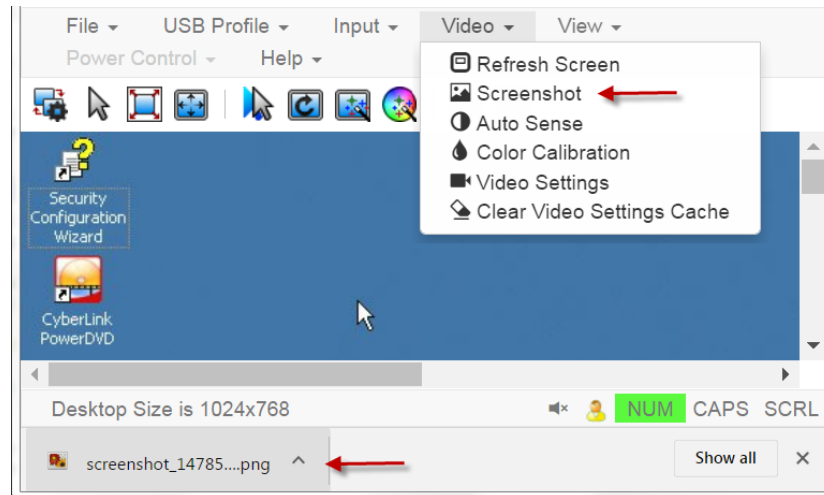 File USB Profile Input Video View
Power Control Help
Refresh Screen
Screenshot
Auto Sense
Color Calibration
Video Settings
Clear Video Settings Cache
Security
Configuration
Wizard
CyberLink
PowerDVD
Desktop Size is 1024x768 NUM CAPS SCRL
screenshot_14785....png Show all